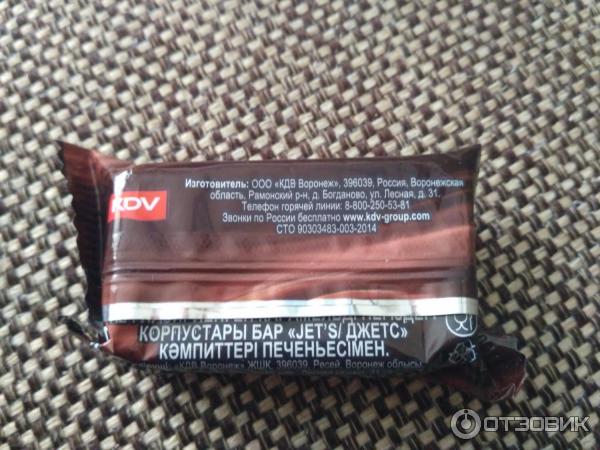 KDV
Изготовитель: ООО «КДВ Воронеж», 396039, Россия, Воронежская
область, Рамонский р-н, д. Богданово, ул. Лесная, д. 31.
Телефон горячей линии: 8-800-250-53-81
Звонки по России бесплатно www.kdv-group.com
СТО 90303483-003-2014
КОРПУСТАРЫ БАР «JET'S/ ДЖЕТС»
КӘМПИТТЕРІ ПЕЧЕНЬЕСІМЕН.
«КДВ Воронеж» ЖШК, 396039, Ресей, Воронеж облысы,
ОТЗОВИК